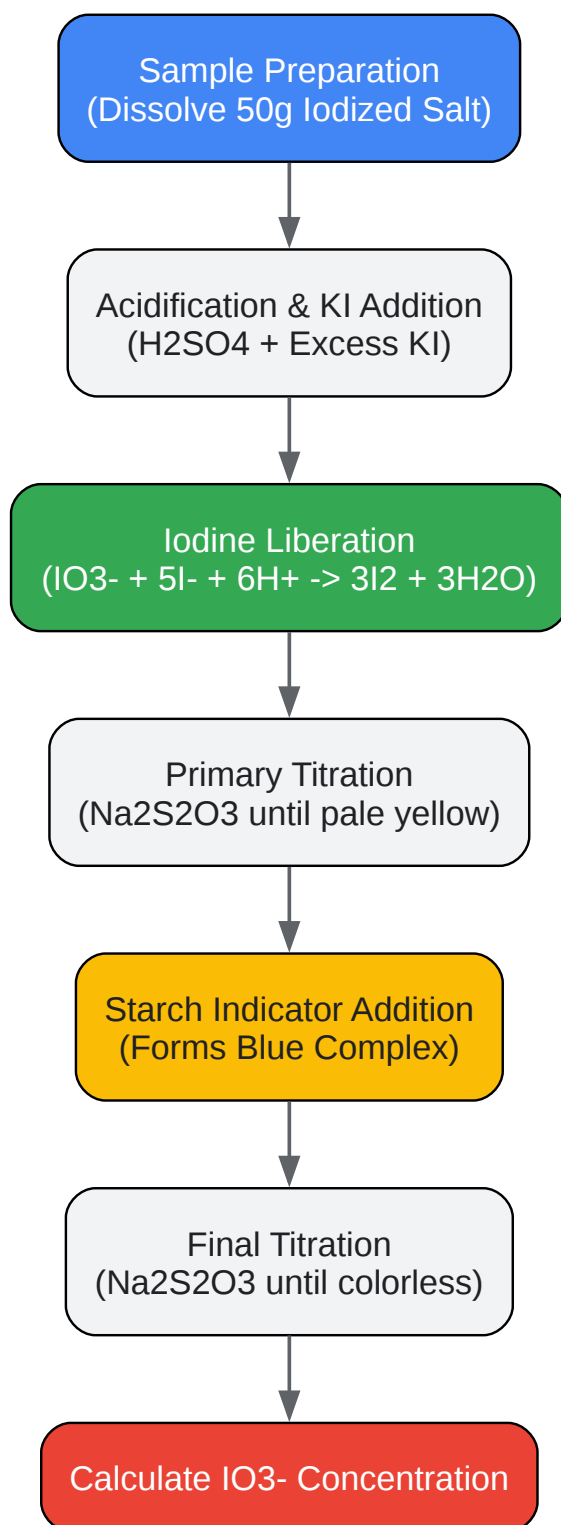 Sample Preparation
(Dissolve 50g Iodized Salt)
Acidification & KI Addition
(H2SO4 + Excess KI)
Iodine Liberation
(IO3- + 5I- + 6H+ -> 3I2 + 3H2O)
Primary Titration
(Na2S2O3 until pale yellow)
Starch Indicator Addition
(Forms Blue Complex)
Final Titration
(Na2S2O3 until colorless)
Calculate IO3- Concentration